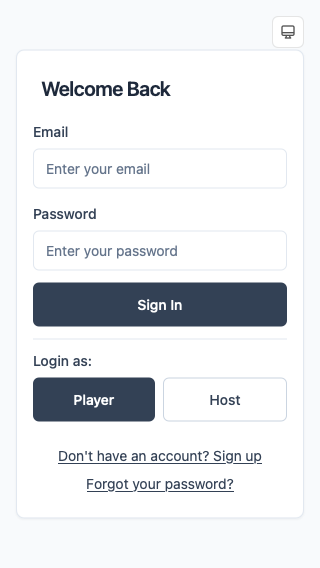 Welcome Back
Email
Enter your email
Password
Enter your password
Sign In
Login as:
Player
Host
Don't have an account? Sign up
Forgot your password?